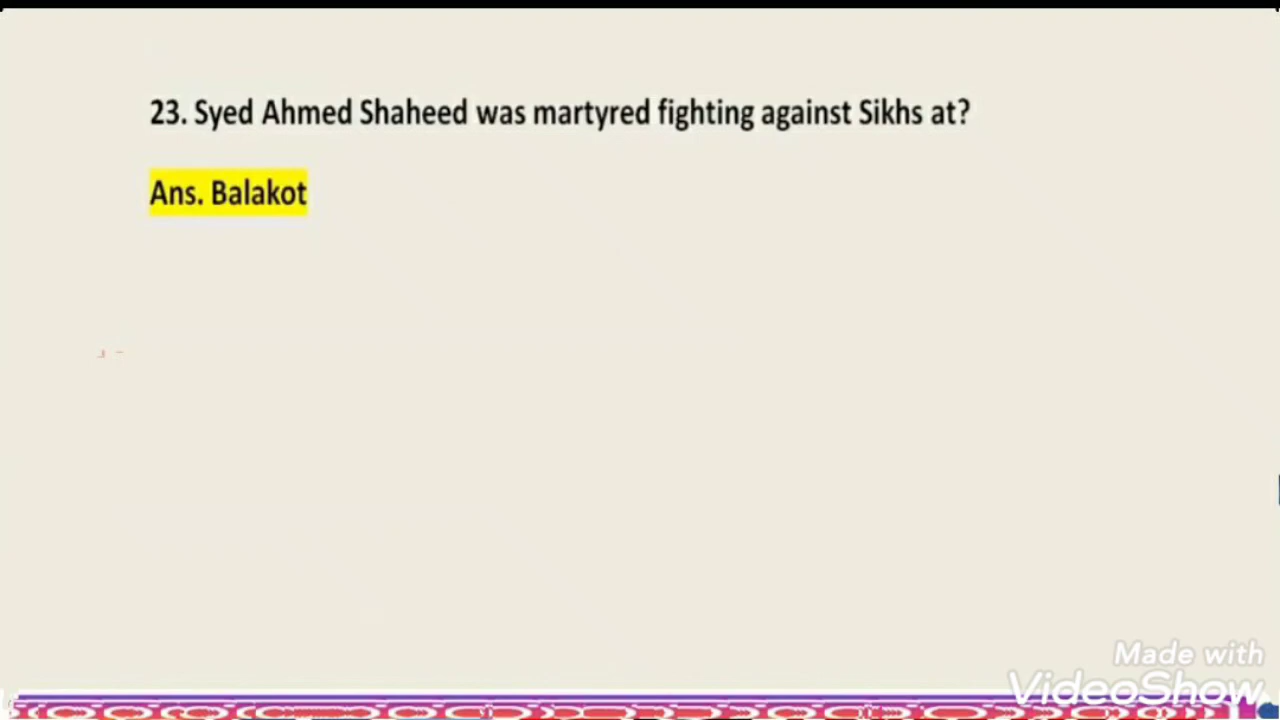 23. Syed Ahmed Shaheed was martyred fighting against Sikhs at?
Ans. Balakot
Made with
VideoShow